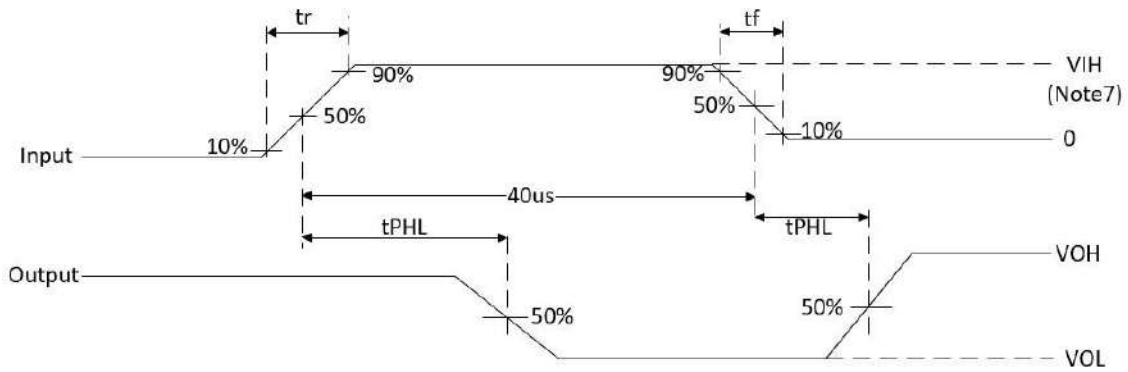 tr
tf
90%
90%
VIH
(Note7)
50%
50%
10%
10%
0
Input
40us
tPHL
tPHL
Output
VOH
50%
50%
VOL